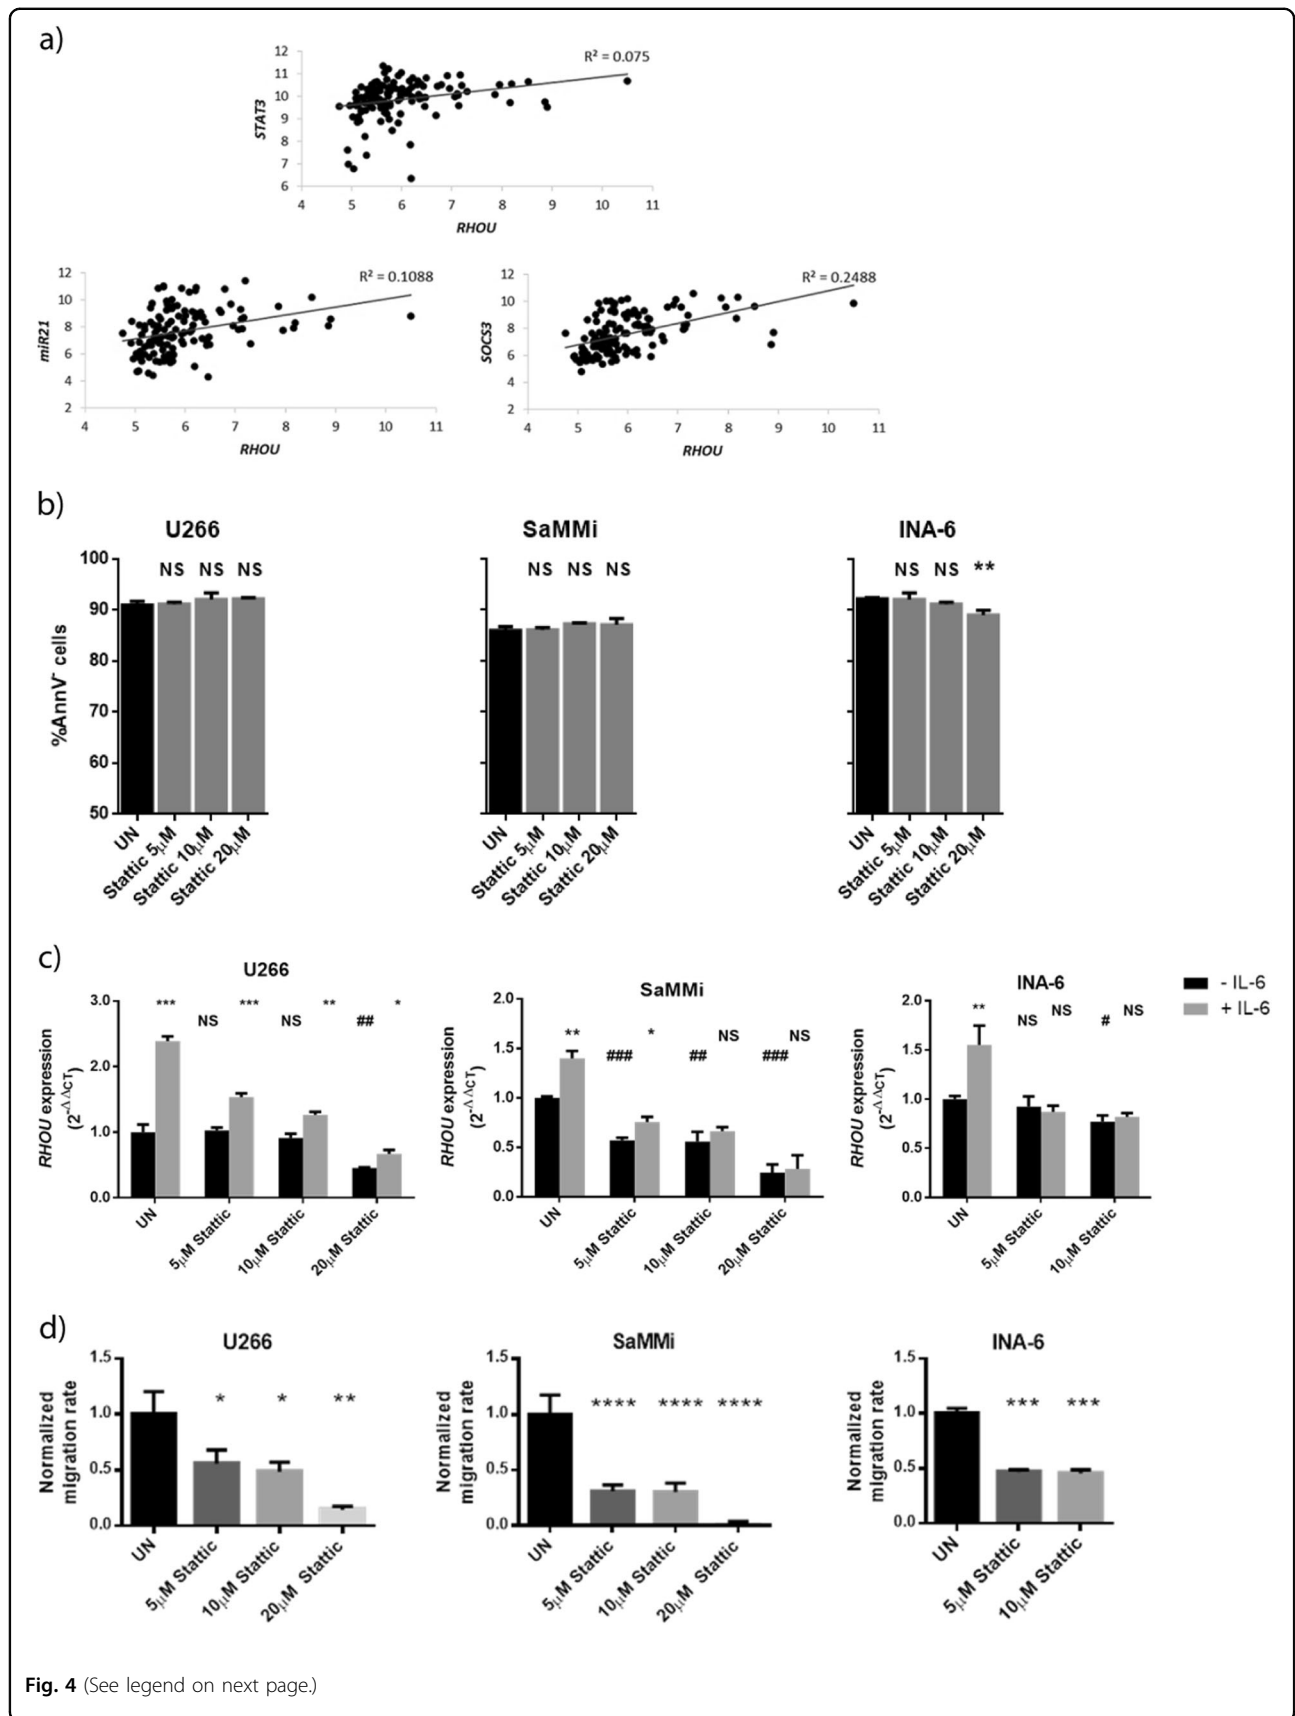 a)
R² = 0.075
12
11
10
9
8
7
6
STAT3
4 5 6 7 8 9 10 11
RHOU
R² = 0.1088
12
10
8
6
4
2
miR21
4 5 6 7 8 9 10 11
RHOU
R² = 0.2488
12
10
8
6
4
2
SOCS3
4 5 6 7 8 9 10 11
RHOU
b)
U266
100
90
80
70
60
50
%AnnV⁻ cells
NS NS NS
UN
Stattic 5μM
Stattic 10μM
Stattic 20μM
SaMMi
NS NS NS
UN
Stattic 5μM
Stattic 10μM
Stattic 20μM
INA-6
NS NS **
UN
Stattic 5μM
Stattic 10μM
Stattic 20μM
c)
U266
3.0
2.0
1.0
0.0
RHOU expression
(2^-ΔΔCT)
*** *** ** *
NS NS ##
UN
5μM Stattic
10μM Stattic
20μM Stattic
SaMMi
2.0
1.5
1.0
0.5
0.0
RHOU expression
(2^-ΔΔCT)
** * NS NS
### ## ###
UN
5μM Stattic
10μM Stattic
20μM Stattic
INA-6
2.0
1.5
1.0
0.5
0.0
RHOU expression
(2^-ΔΔCT)
** NS NS
NS #
UN
5μM Stattic
10μM Stattic
- IL-6
+ IL-6
d)
U266
1.5
1.0
0.5
0.0
Normalized
migration rate
* * **
UN
5μM Stattic
10μM Stattic
20μM Stattic
SaMMi
1.5
1.0
0.5
0.0
Normalized
migration rate
**** **** ****
UN
5μM Stattic
10μM Stattic
20μM Stattic
INA-6
1.5
1.0
0.5
0.0
Normalized
migration rate
*** ***
UN
5μM Stattic
10μM Stattic
Fig. 4 (See legend on next page.)